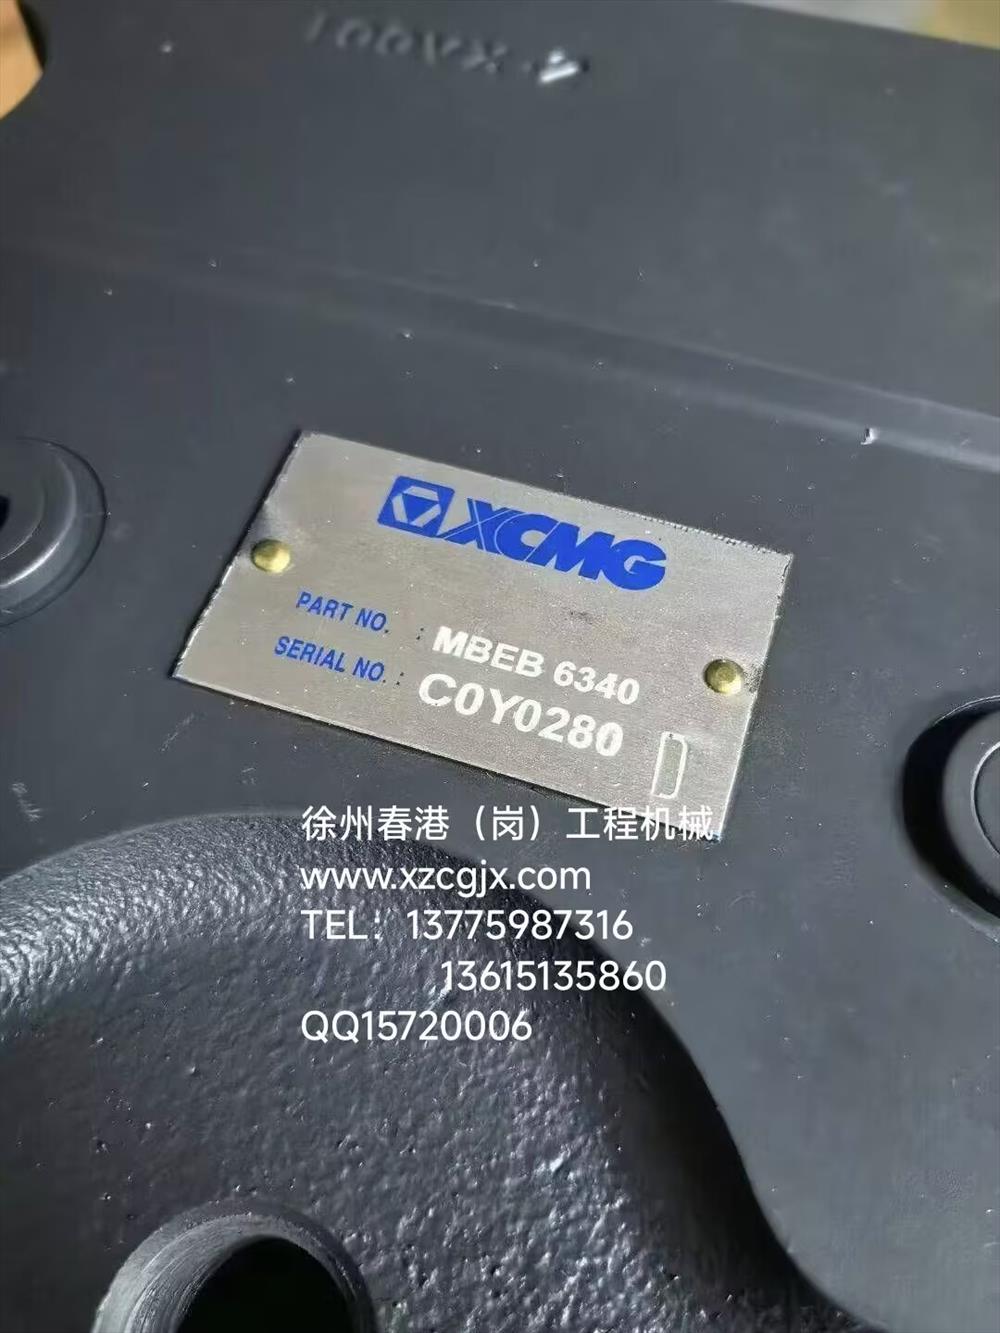 XCMG
PART NO. : MBEB 6340
SERIAL NO. : C0Y0280
徐州春港（岗）工程机械
www.xzcgjx.com
TEL：13775987316
13615135860
QQ15720006